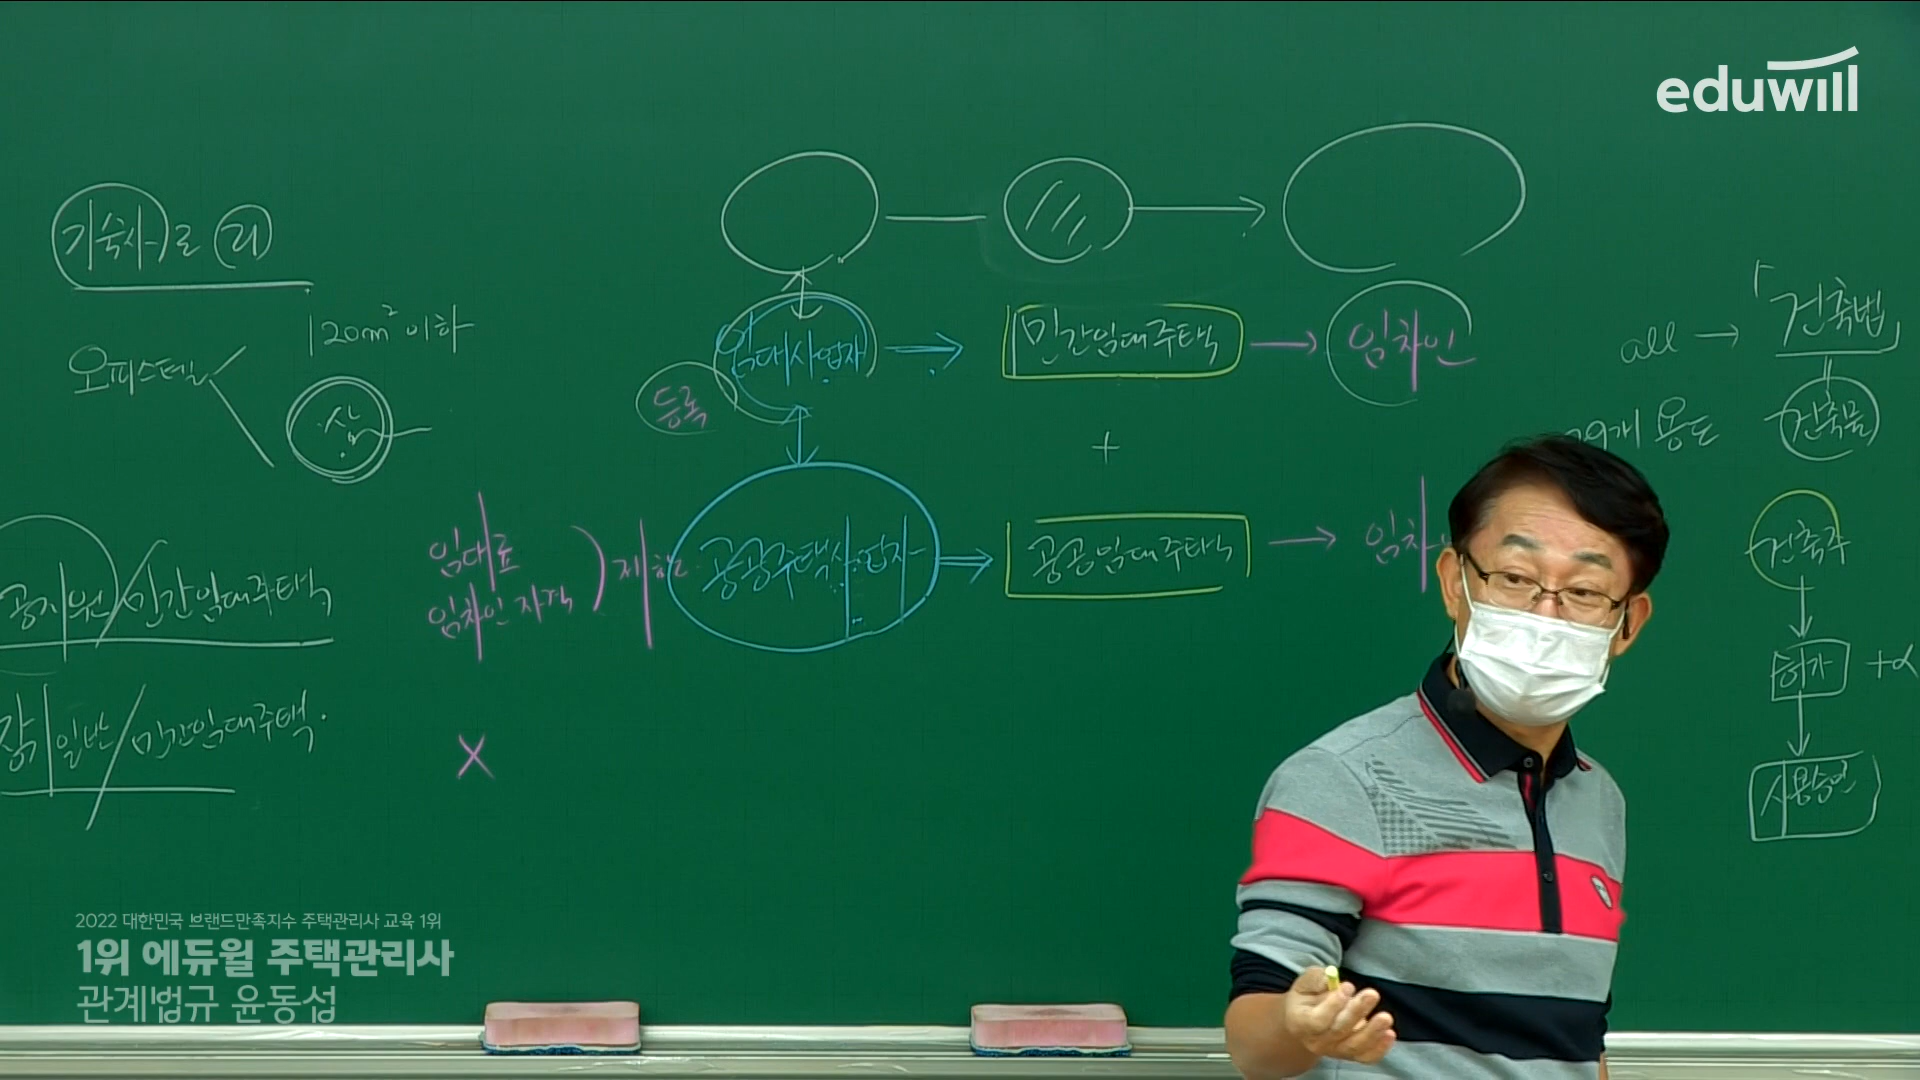 eduwill
기숙사로 리
120m² 이하
오피스텔
삼
공지원/민간임대주택
장기일반/민간임대주택.
임대사업자
민간임대주택
임차인
등록
+
임대료
임차인 자격
제한
공공주택사업자
공공임대주택
임차
X
all → 「건축법」
29개 용도
건축물
건축주
허가 +α
사용승인
2022 대한민국 브랜드만족지수 주택관리사 교육 1위
1위 에듀윌 주택관리사
관계법규 윤동섭